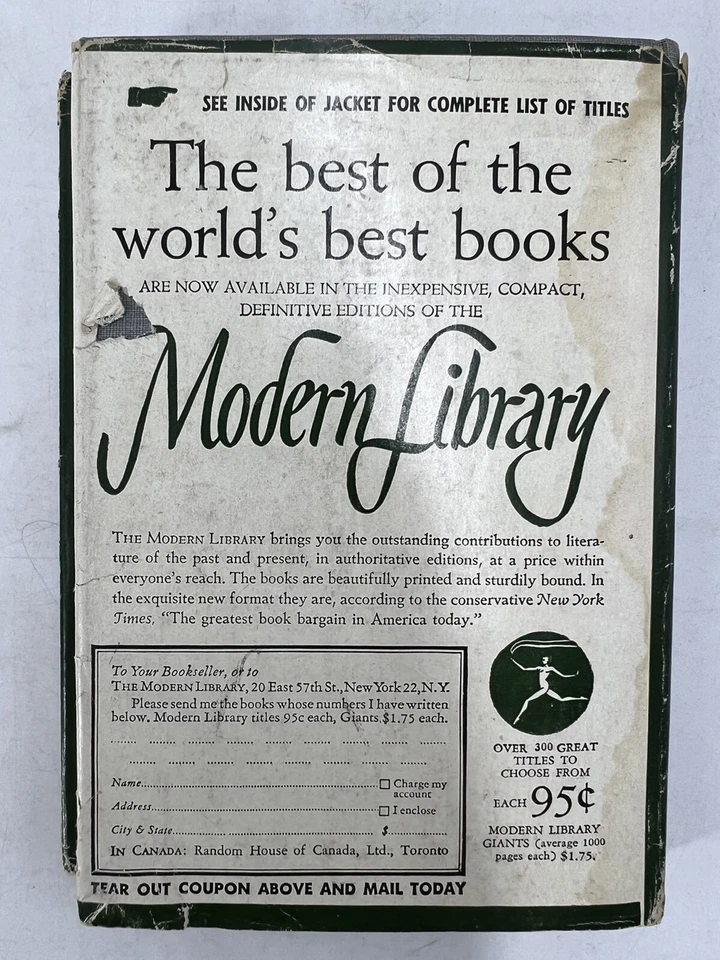 SEE INSIDE OF JACKET FOR COMPLETE LIST OF TITLES
The best of the
world's best books
ARE NOW AVAILABLE IN THE INEXPENSIVE, COMPACT,
DEFINITIVE EDITIONS OF THE
Modern Library
THE MODERN LIBRARY brings you the outstanding contributions to litera-
ture of the past and present, in authoritative editions, at a price within
everyone's reach. The books are beautifully printed and sturdily bound. In
the exquisite new format they are, according to the conservative New York
Times, "The greatest book bargain in America today."
To Your Bookseller, or to
THE MODERN LIBRARY, 20 East 57th St., New York 22, N.Y.
Please send me the books whose numbers I have written
below. Modern Library titles 95c each, Giants $1.75 each.
Name
Charge my
account
Address
I enclose
City & State
$
IN CANADA: Random House of Canada, Ltd., Toronto
TEAR OUT COUPON ABOVE AND MAIL TODAY
OVER 300 GREAT
TITLES TO
CHOOSE FROM
EACH 95¢
MODERN LIBRARY
GIANTS (average 1000
pages each) $1.75.